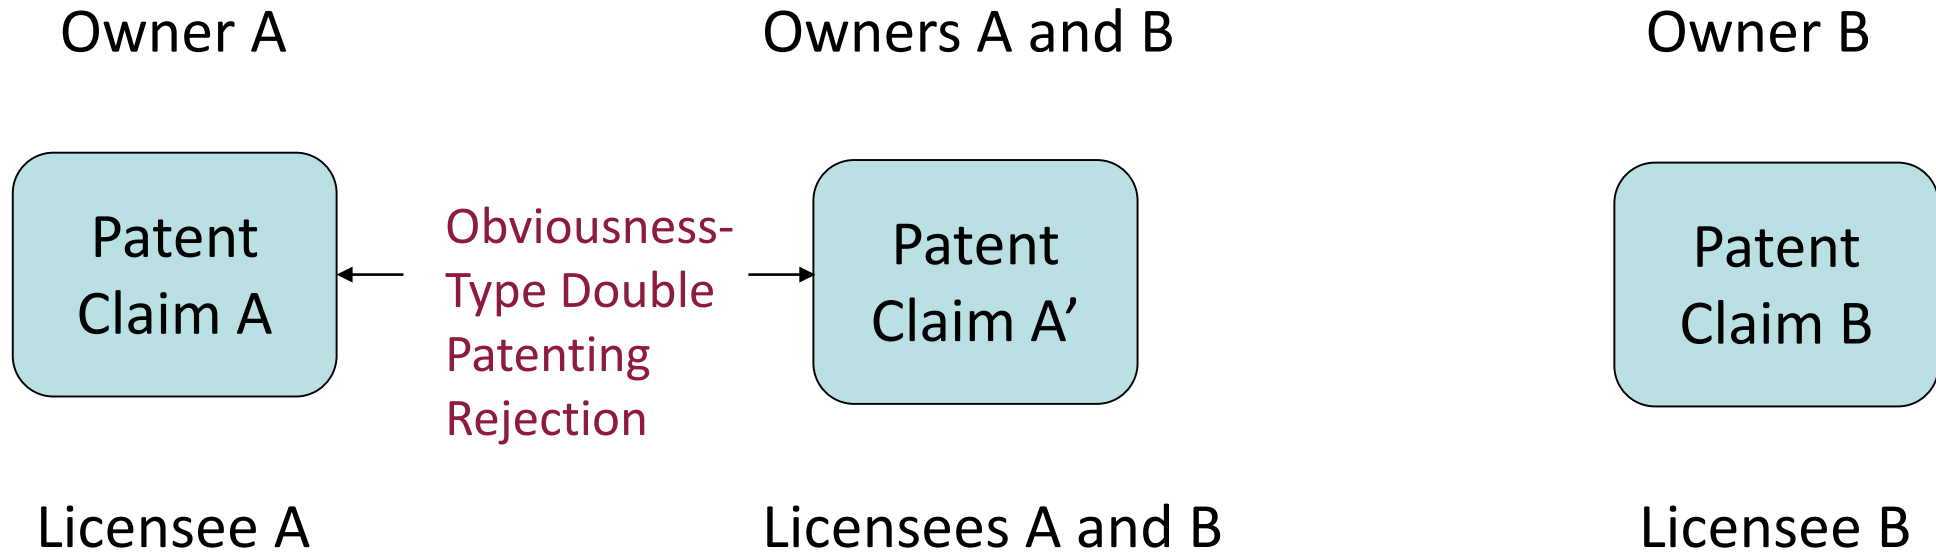 Owner A
Owners A and B
Owner B
Patent
Claim A
Obviousness-
Type Double
Patenting
Rejection
Patent
Claim A’
Patent
Claim B
Licensee A
Licensees A and B
Licensee B